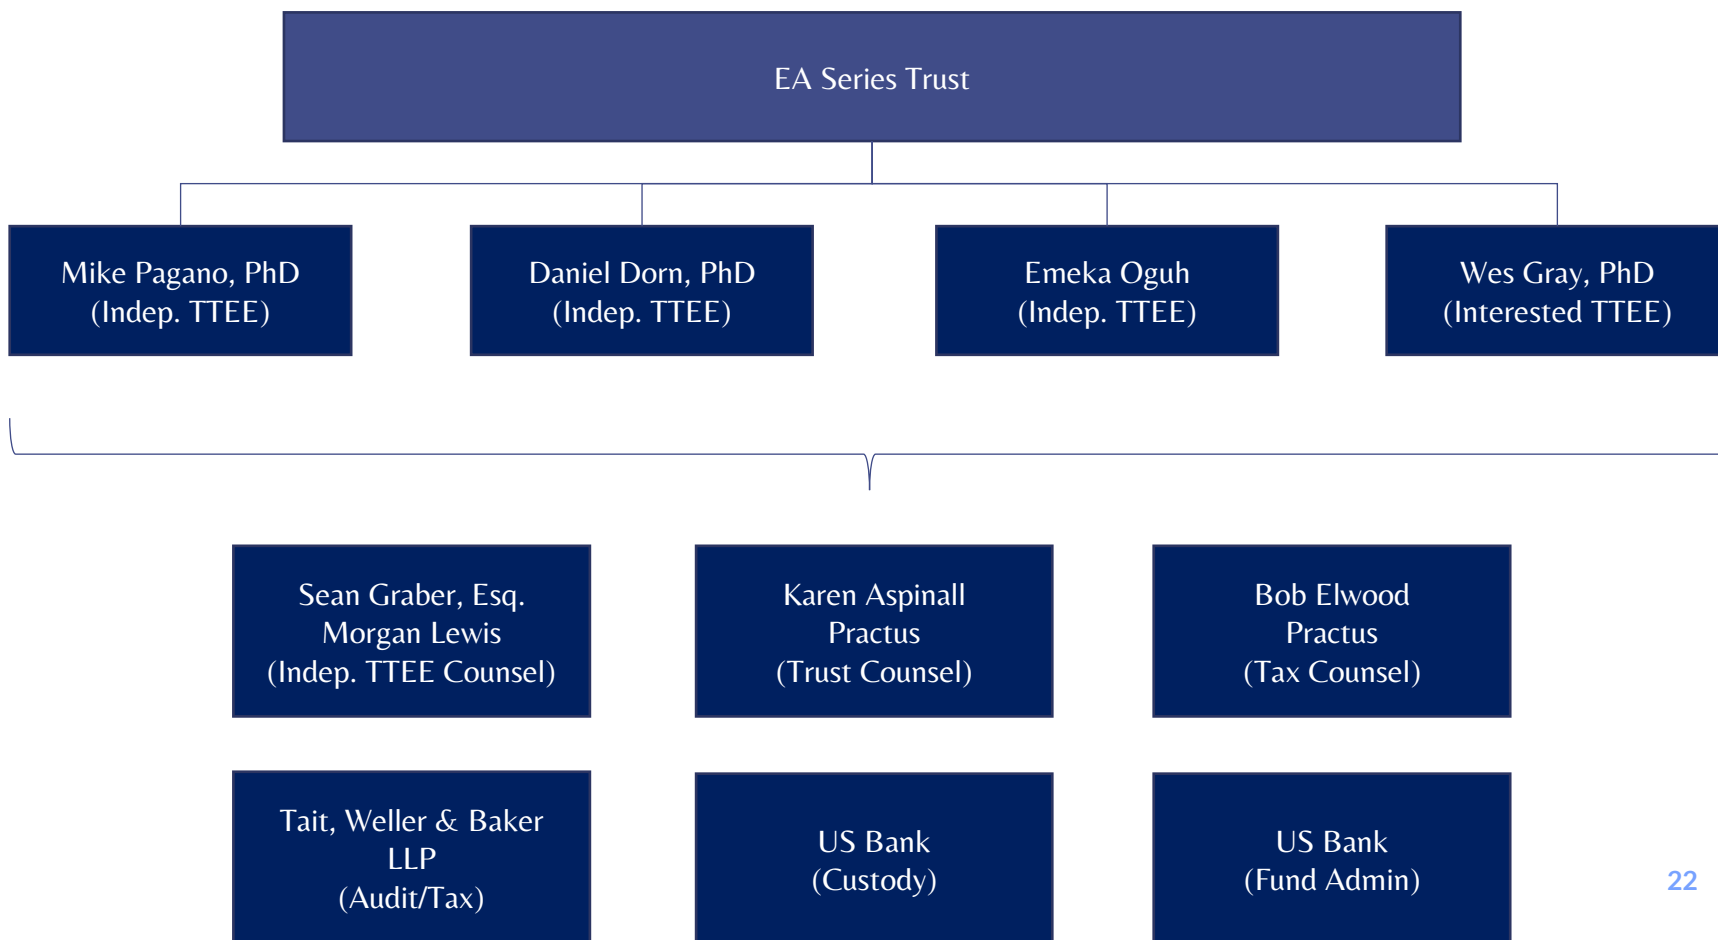 EA Series Trust
Mike Pagano, PhD
(Indep. TTEE)
Daniel Dorn, PhD
(Indep. TTEE)
Emeka Oguh
(Indep. TTEE)
Wes Gray, PhD
(Interested TTEE)
Sean Graber, Esq.
Morgan Lewis
(Indep. TTEE Counsel)
Karen Aspinall
Practus
(Trust Counsel)
Bob Elwood
Practus
(Tax Counsel)
Tait, Weller & Baker
LLP
(Audit/Tax)
US Bank
(Custody)
US Bank
(Fund Admin)
22